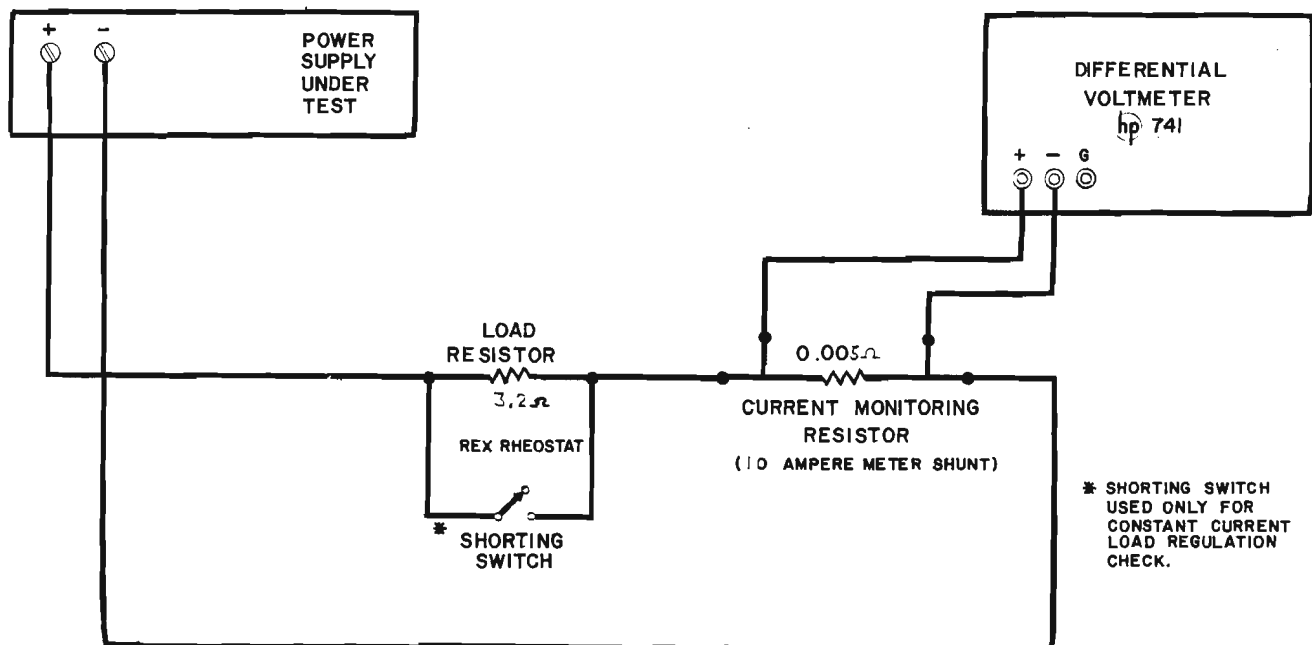 + -
POWER
SUPPLY
UNDER
TEST
DIFFERENTIAL
VOLTMETER
hp 741
+ - G
LOAD
RESISTOR
3.2Ω
REX RHEOSTAT
* SHORTING
SWITCH
0.005Ω
CURRENT MONITORING
RESISTOR
(10 AMPERE METER SHUNT)
* SHORTING SWITCH
USED ONLY FOR
CONSTANT CURRENT
LOAD REGULATION
CHECK.